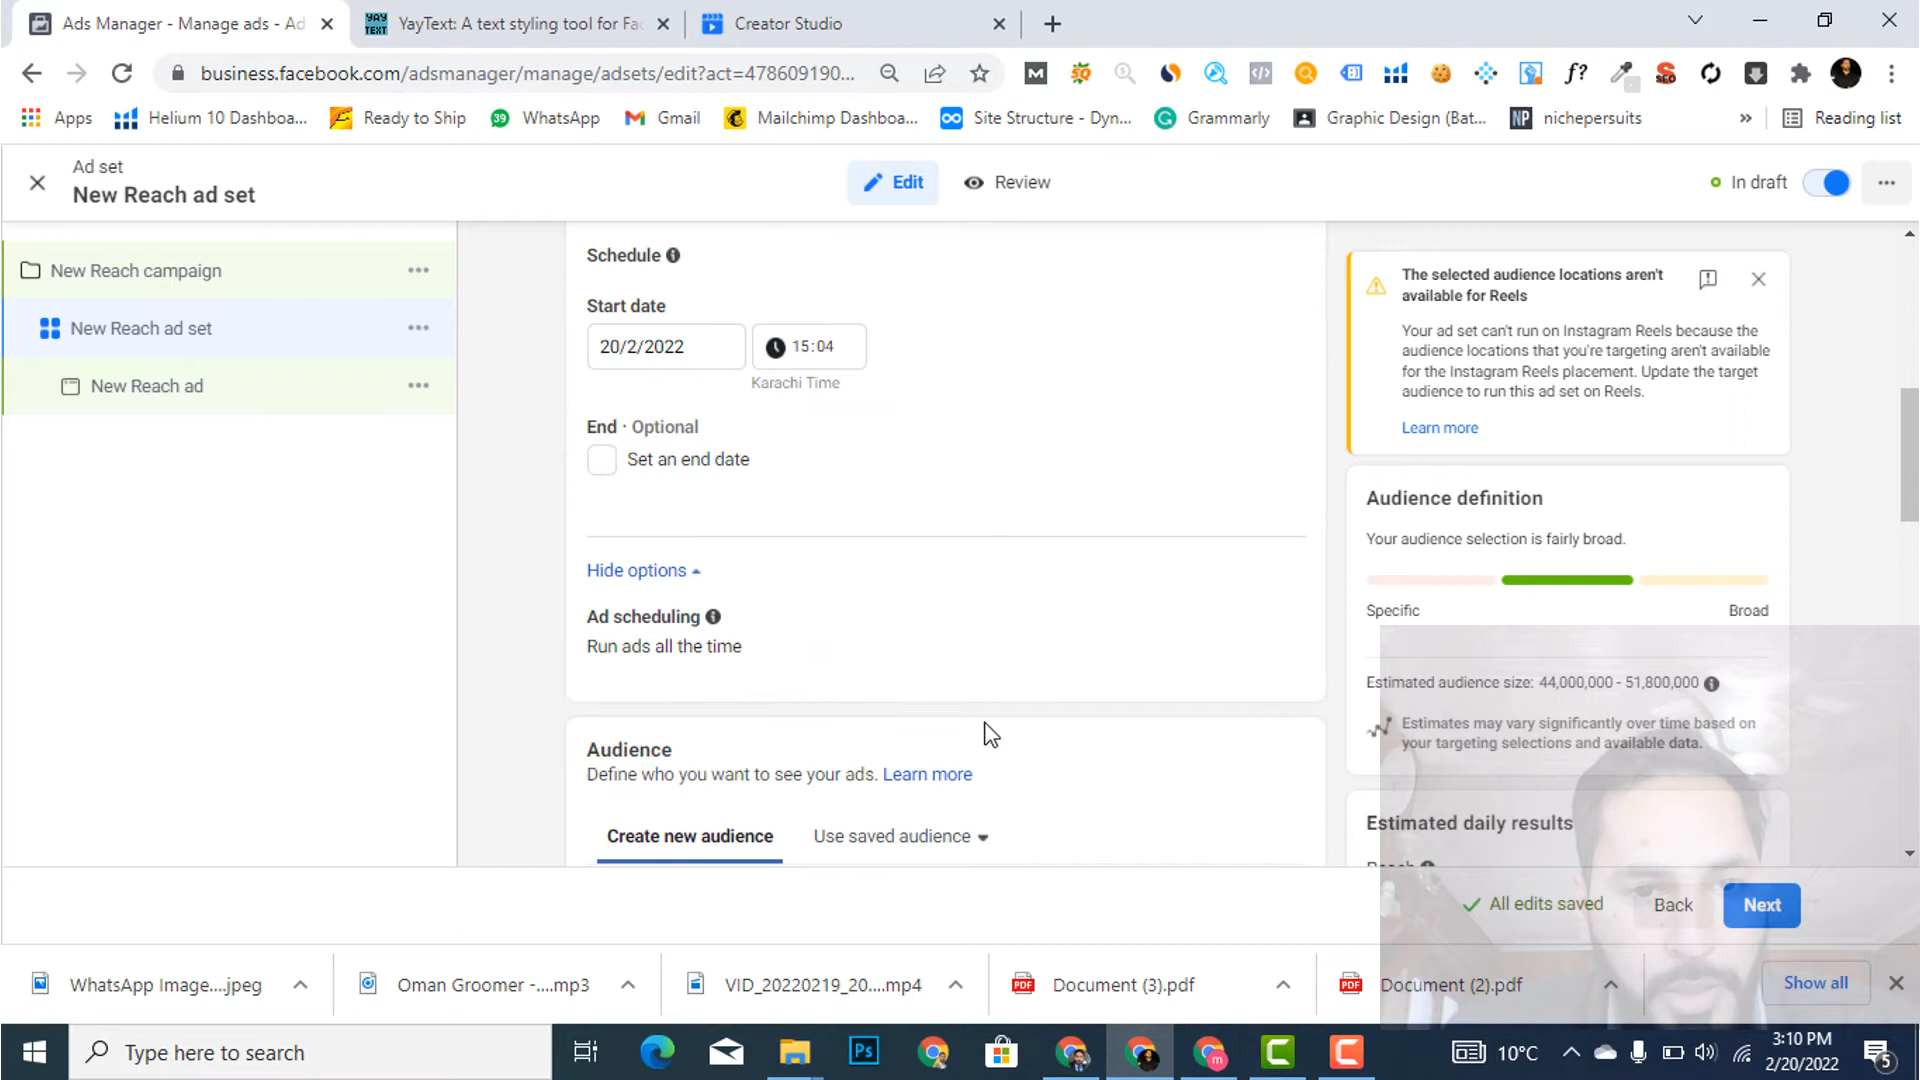 Ads Manager - Manage ads - Ad
YayText: A text styling tool for Fac
Creator Studio
business.facebook.com/adsmanager/manage/adsets/edit?act=478609190...
Apps
Helium 10 Dashboa...
Ready to Ship
39
WhatsApp
Gmail
Mailchimp Dashboa...
Site Structure - Dyn...
Grammarly
Graphic Design (Bat...
NP
nichepersuits
»
Reading list
Ad set
New Reach ad set
Edit
Review
In draft
New Reach campaign
New Reach ad set
New Reach ad
Schedule
Start date
20/2/2022
15:04
Karachi Time
End · Optional
Set an end date
Hide options
Ad scheduling
Run ads all the time
Audience
Define who you want to see your ads. Learn more
Create new audience
Use saved audience
The selected audience locations aren't
available for Reels
Your ad set can't run on Instagram Reels because the
audience locations that you're targeting aren't available
for the Instagram Reels placement. Update the target
audience to run this ad set on Reels.
Learn more
Audience definition
Your audience selection is fairly broad.
Specific
Broad
Estimated audience size: 44,000,000 - 51,800,000
Estimates may vary significantly over time based on
your targeting selections and available data.
Estimated daily results
Reach
All edits saved
Back
Next
WhatsApp Image....jpeg
Oman Groomer -....mp3
VID_20220219_20....mp4
PDF
Document (3).pdf
PDF
Document (2).pdf
Show all
Type here to search
Ps
10°C
3:10 PM
2/20/2022
5